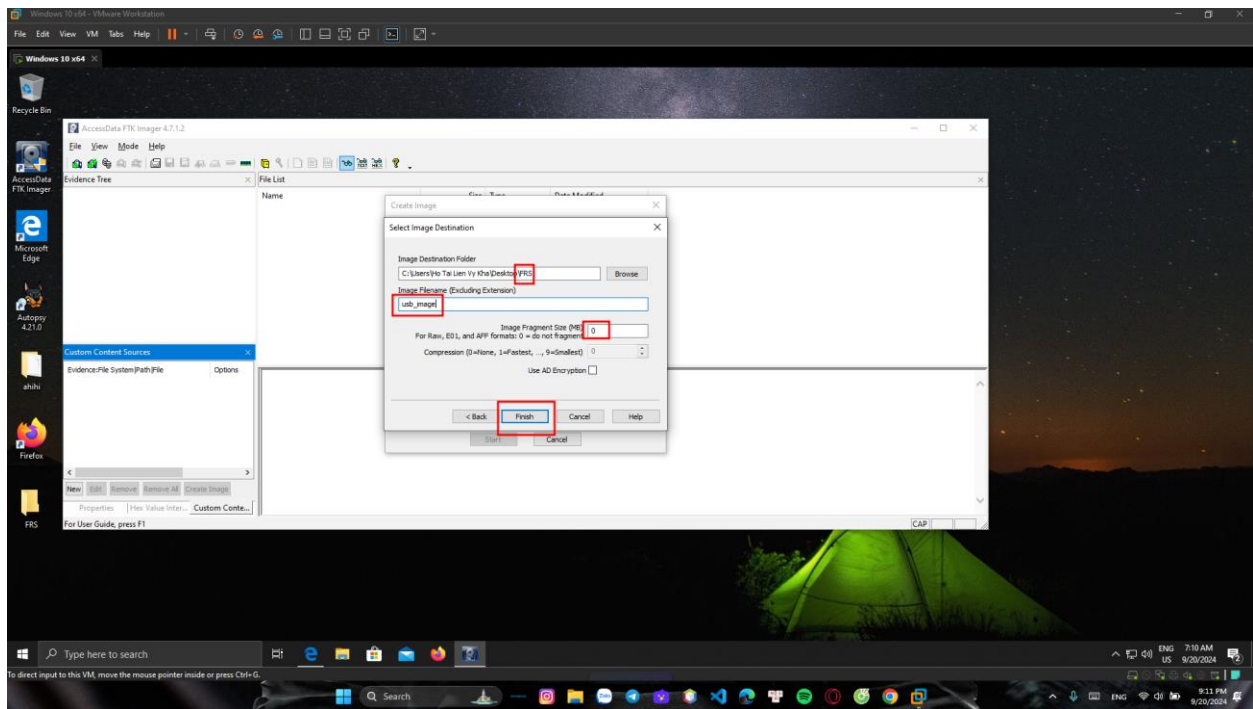 Windows 10 x64 - VMware Workstation
File Edit View VM Tabs Help
Windows 10 x64
Recycle Bin
AccessData FTK Imager 4.7.1.2
File View Mode Help
AccessData FTK Imager
Evidence Tree
File List
Name Size Type Date Modified
Create Image
Select Image Destination
Microsoft Edge
Image Destination Folder
C:\Users\Ho Tai Lien Vy Kha\Desktop\FRS
Browse
Image Filename (Excluding Extension)
usb_image
Autopsy 4.21.0
Image Fragment Size (MB)
0
For Raw, E01, and AFF formats: 0 = do not fragment
Compression (0=None, 1=Fastest, ..., 9=Smallest)
0
Use AD Encryption
Custom Content Sources
Evidence:File System|Path|File
Options
ahihi
< Back
Finish
Cancel
Help
Start
Cancel
Firefox
New Edit Remove Remove All Create Image
Properties Hex Value Inter... Custom Conte...
FRS
For User Guide, press F1
CAP
Type here to search
ENG
US
7:10 AM
9/20/2024
To direct input to this VM, move the mouse pointer inside or press Ctrl+G.
Search
ENG
9:11 PM
9/20/2024